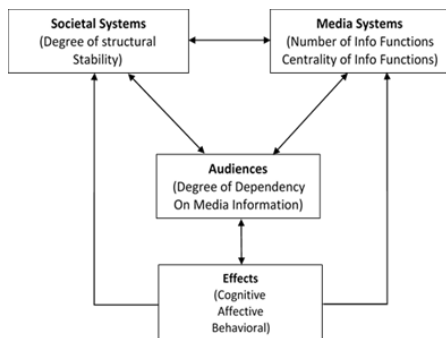 Societal Systems
(Degree of structural
Stability)
Media Systems
(Number of Info Functions
Centrality of Info Functions)
Audiences
(Degree of Dependency
On Media Information)
Effects
(Cognitive
Affective
Behavioral)